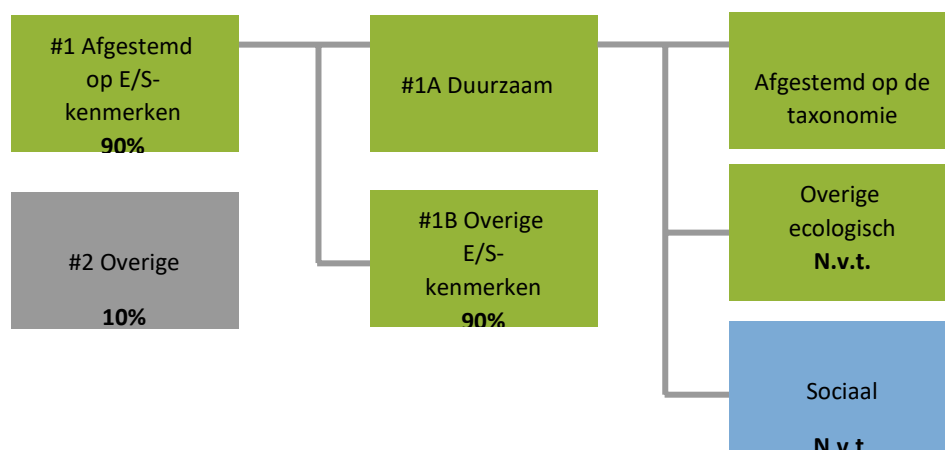 #1 Afgestemd
op E/S-
kenmerken
90%
#1A Duurzaam
Afgestemd op de
taxonomie
#2 Overige
10%
#1B Overige
E/S-
kenmerken
90%
Overige
ecologisch
N.v.t.
Sociaal
N.v.t.